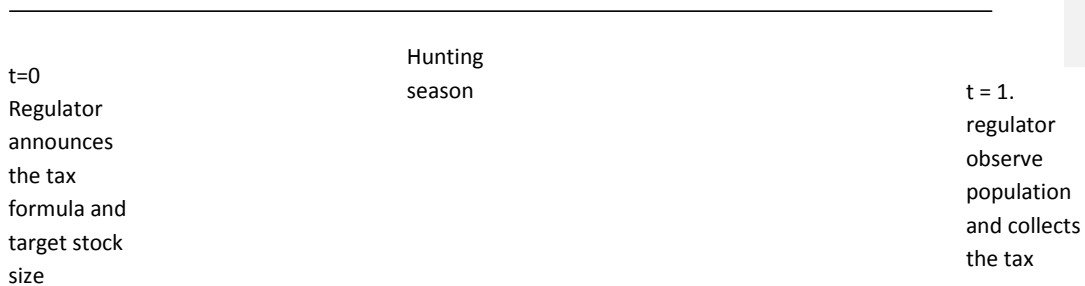 t=0
Regulator
announces
the tax
formula and
target stock
size
Hunting
season
t = 1.
regulator
observe
population
and collects
the tax